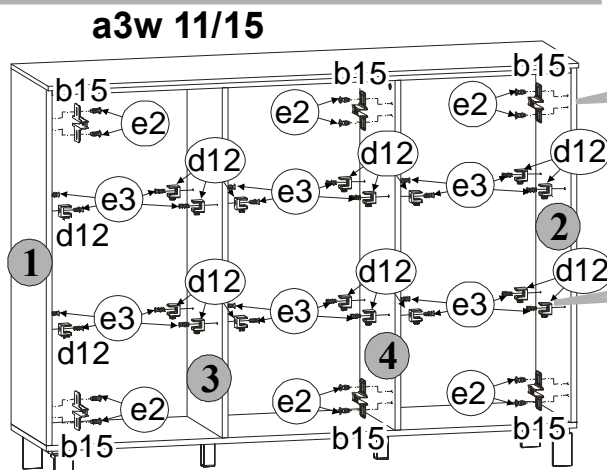 a3w 11/15
b15 b15 b15
e2 e2 e2
d12 d12 d12
e3 e3 e3
d12
1 2
d12 d12 d12
e3 e3 e3
d12
3 4
e2 e2 e2
b15 b15 b15